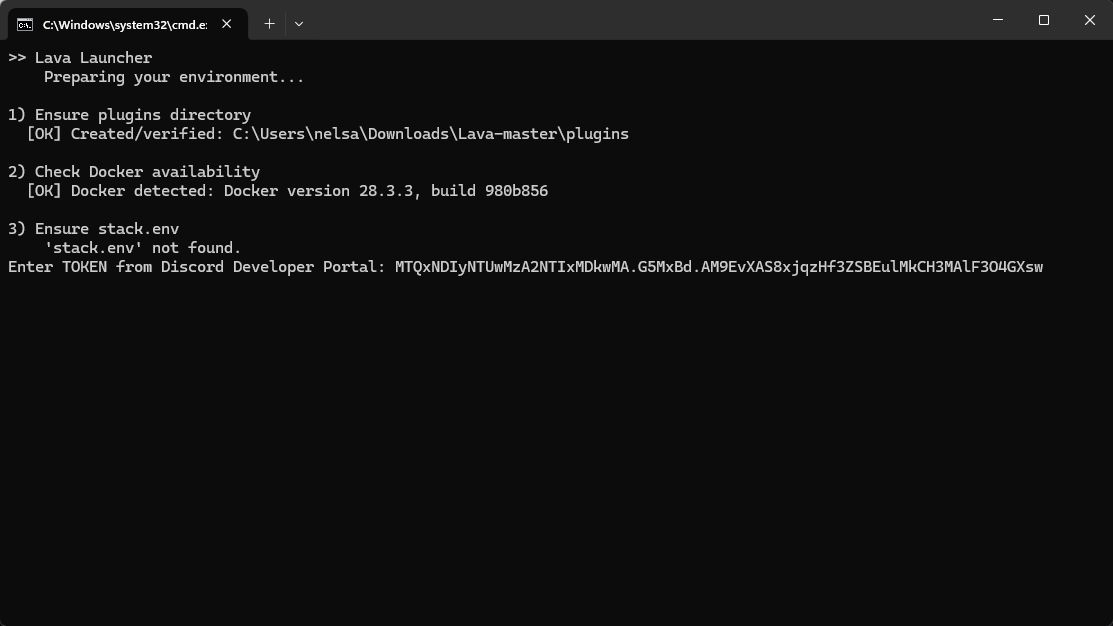 C:\Windows\system32\cmd.e
>> Lava Launcher
Preparing your environment...
1) Ensure plugins directory
[OK] Created/verified: C:\Users\nelsa\Downloads\Lava-master\plugins
2) Check Docker availability
[OK] Docker detected: Docker version 28.3.3, build 980b856
3) Ensure stack.env
'stack.env' not found.
Enter TOKEN from Discord Developer Portal: MTQxNDIyNTUwMzA2NTIxMDkwMA.G5MxBd.AM9EvXAS8xjqzHf3ZSBEulMkCH3MAlF3O4GXsw